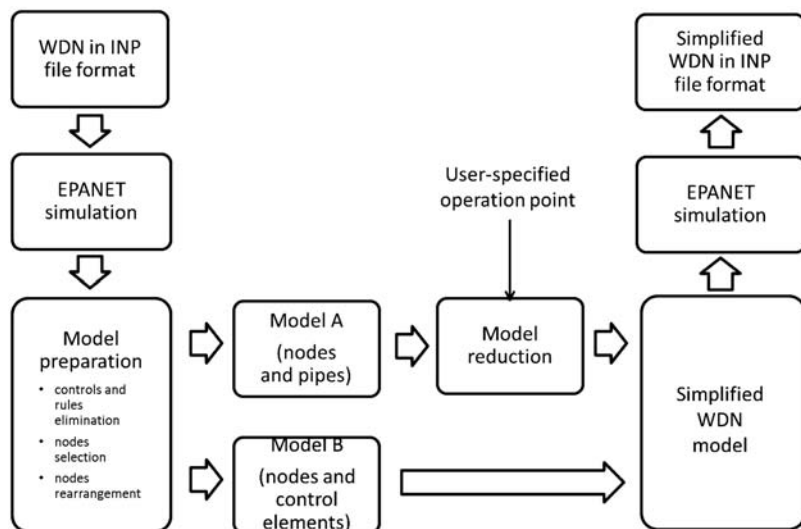 WDN in INP
file format
EPANET
simulation
Model
preparation
• controls and
rules
elimination
• nodes
selection
• nodes
rearrangement
Model A
(nodes
and pipes)
Model B
(nodes and
control
elements)
User-specified
operation point
Model
reduction
Simplified
WDN in INP
file format
EPANET
simulation
Simplified
WDN
model